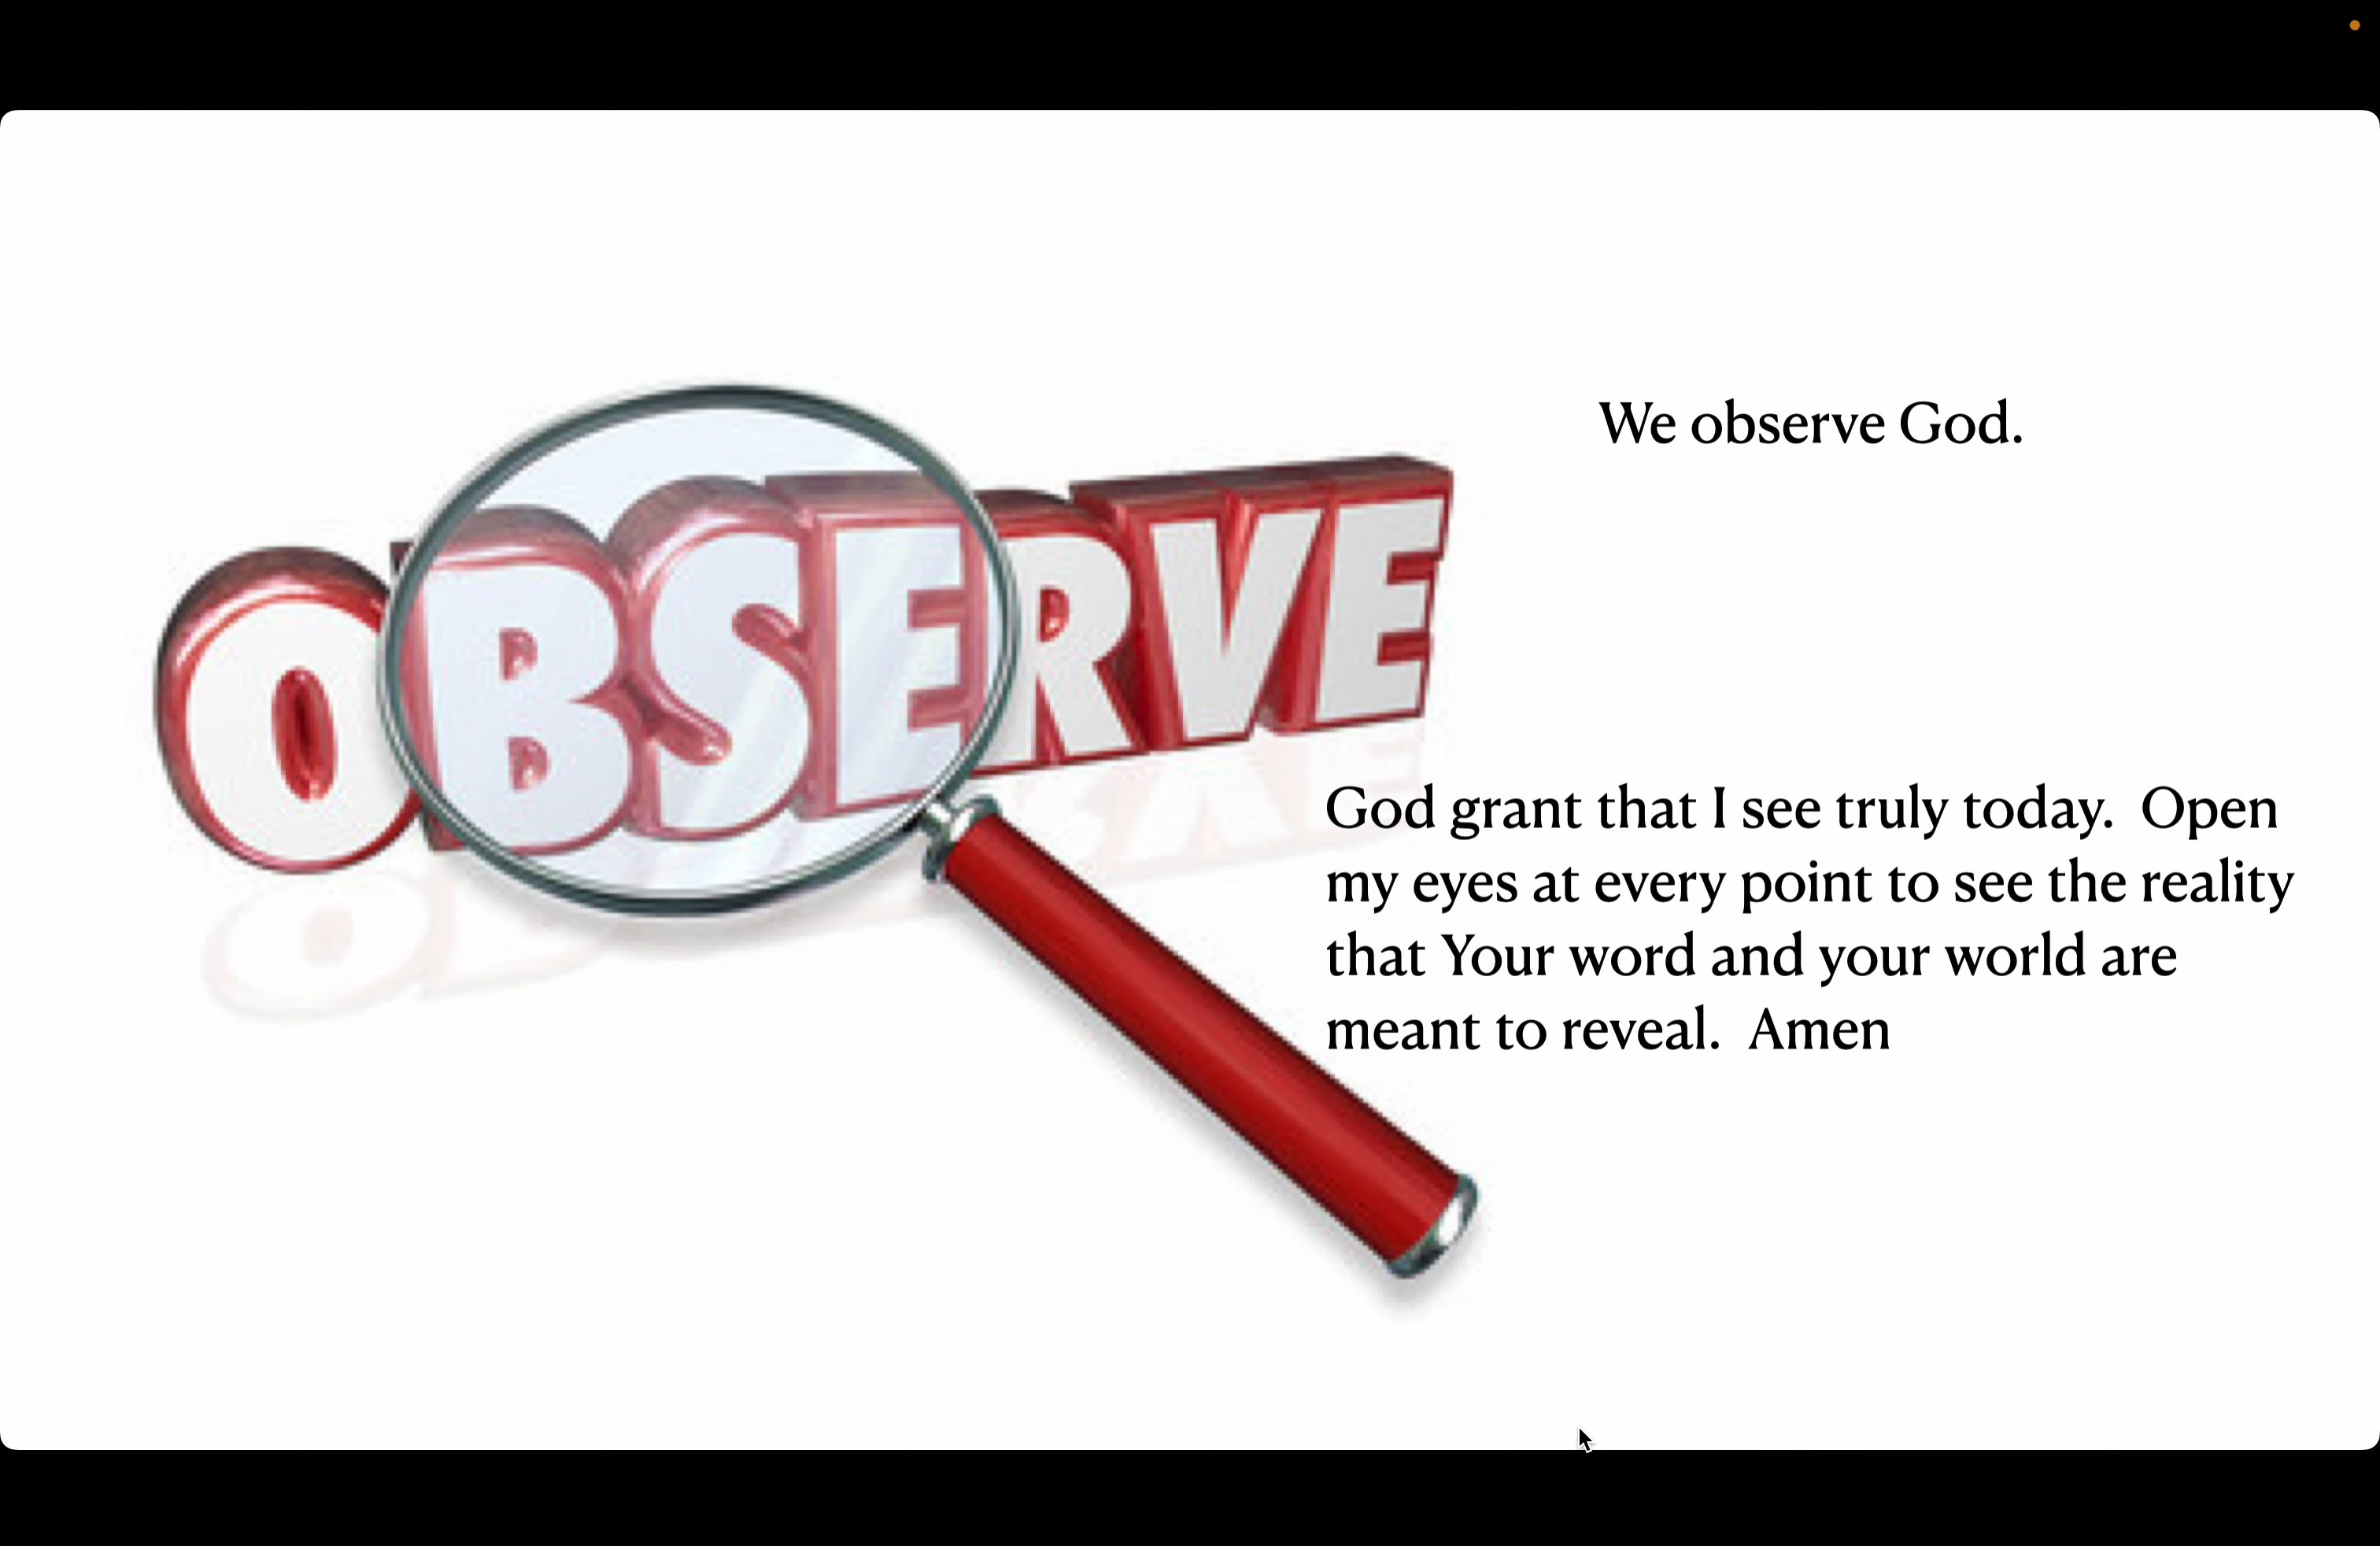 OBSERVE
We observe God.
God grant that I see truly today.  Open
my eyes at every point to see the reality
that Your word and your world are
meant to reveal.  Amen